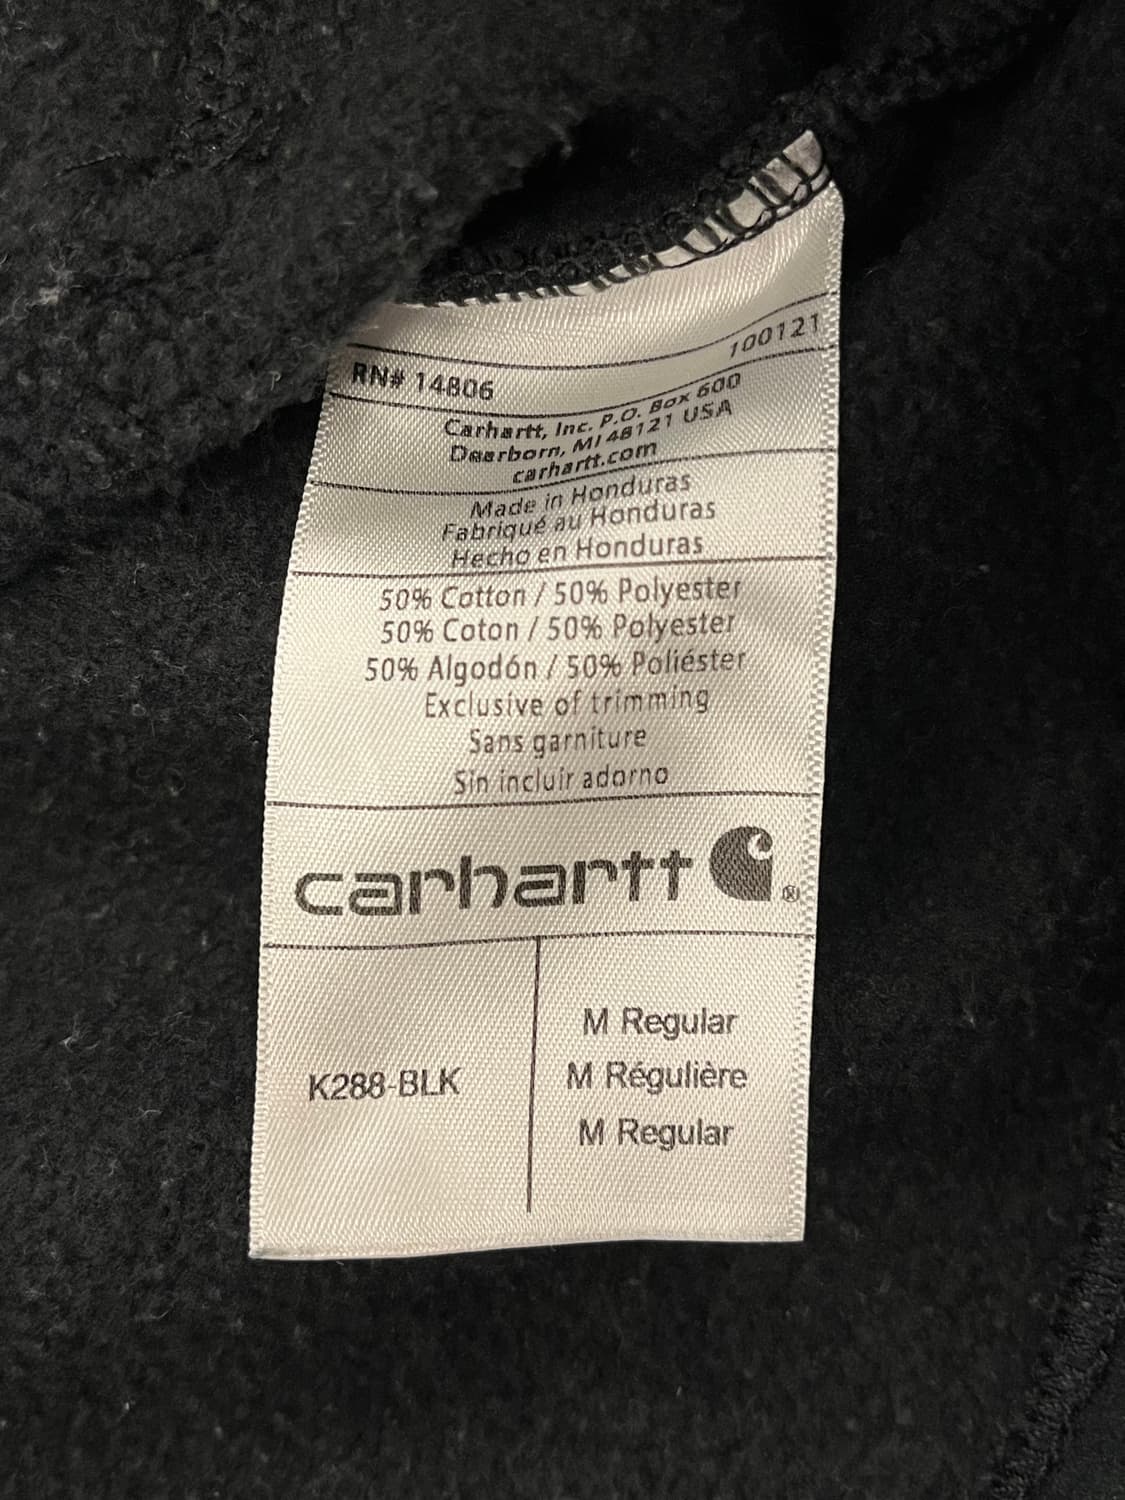 RN# 14806 100121
Carhartt, Inc. P.O. Box 600
Dearborn, MI 48121 USA
carhartt.com
Made in Honduras
Fabriqué au Honduras
Hecho en Honduras
50% Cotton / 50% Polyester
50% Coton / 50% Polyester
50% Algodón / 50% Poliéster
Exclusive of trimming
Sans garniture
Sin incluir adorno
carhartt ®
K288-BLK
M Regular
M Régulière
M Regular